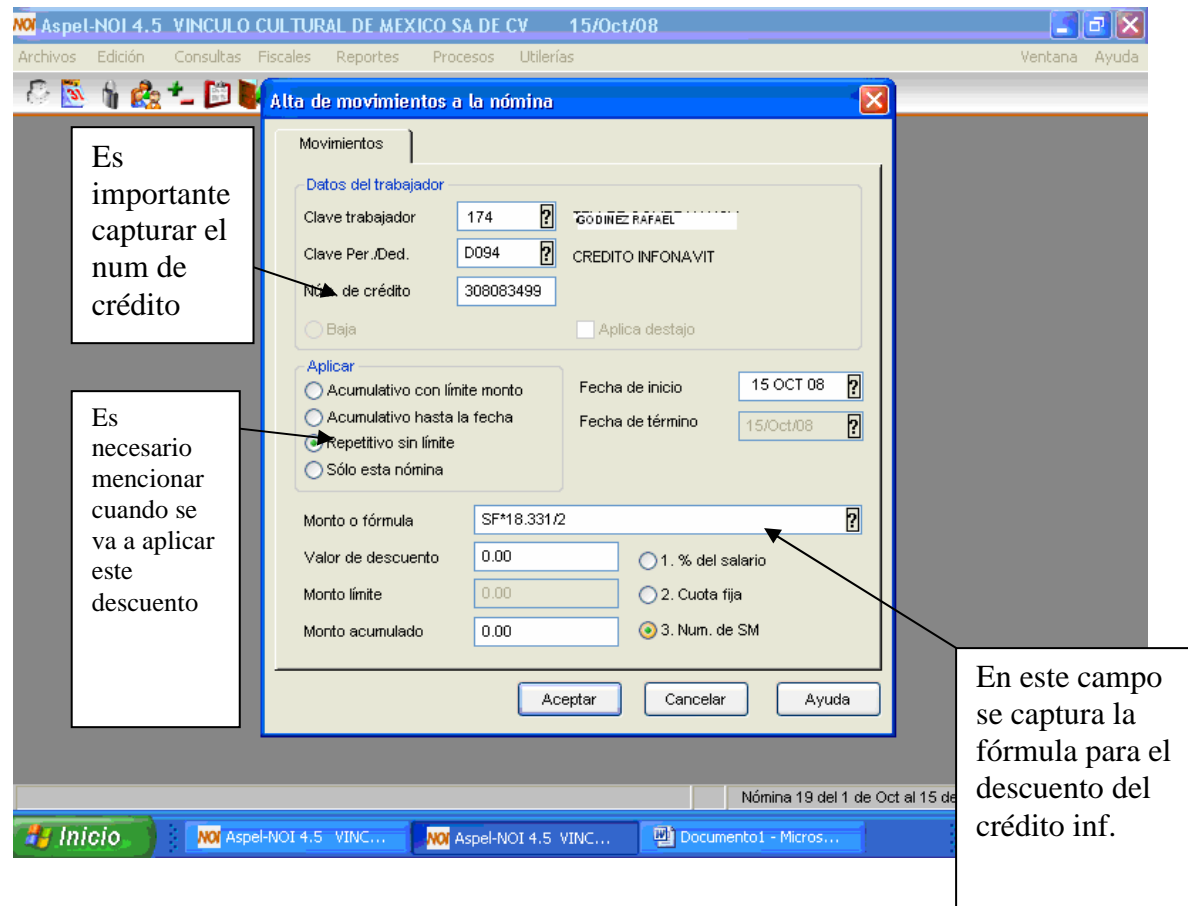 Aspel-NOI 4.5 VINCULO CULTURAL DE MEXICO SA DE CV 15/Oct/08
Archivos Edición Consultas Fiscales Reportes Procesos Utilerías Ventana Ayuda
Alta de movimientos a la nómina
Movimientos
Datos del trabajador
Clave trabajador 174 ? GODINEZ RAFAEL
Clave Per./Ded. D094 ? CREDITO INFONAVIT
Núm. de crédito 308083499
Baja Aplica destajo
Aplicar
Acumulativo con límite monto
Acumulativo hasta la fecha
Repetitivo sin límite
Sólo esta nómina
Fecha de inicio 15 OCT 08 ?
Fecha de término 15/Oct/08 ?
Monto o fórmula SF*18.331/2 ?
Valor de descuento 0.00
Monto límite 0.00
Monto acumulado 0.00
1. % del salario
2. Cuota fija
3. Num. de SM
Aceptar Cancelar Ayuda
Es
importante
capturar el
num de
crédito
Es
necesario
mencionar
cuando se
va a aplicar
este
descuento
En este campo
se captura la
fórmula para el
descuento del
crédito inf.
Nómina 19 del 1 de Oct al 15 de
Inicio NOI Aspel-NOI 4.5 VINC... NOI Aspel-NOI 4.5 VINC... Documento1 - Micros...